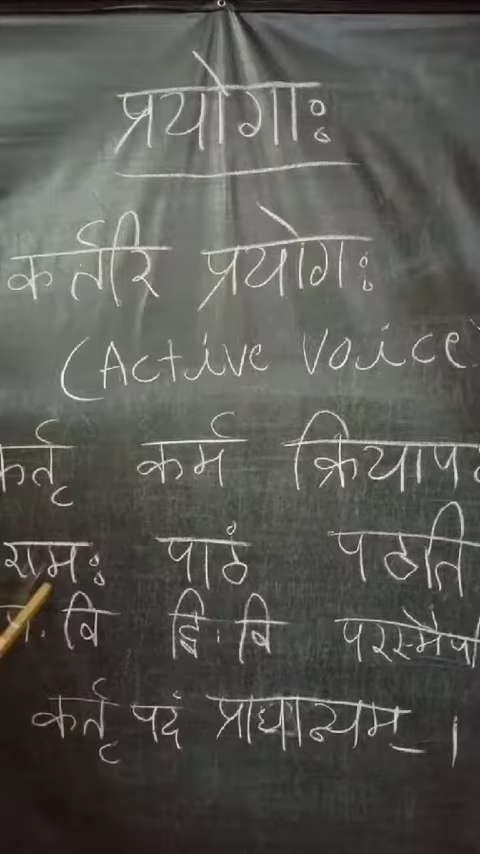 प्रयोगाः
कर्तरि प्रयोगः
(Active Voice)
कर्तृ कर्म क्रियाप
रामः पाठं पठति
प्र. वि द्वि. वि परस्मैप
कर्तृ पदं प्राधान्यम् ।